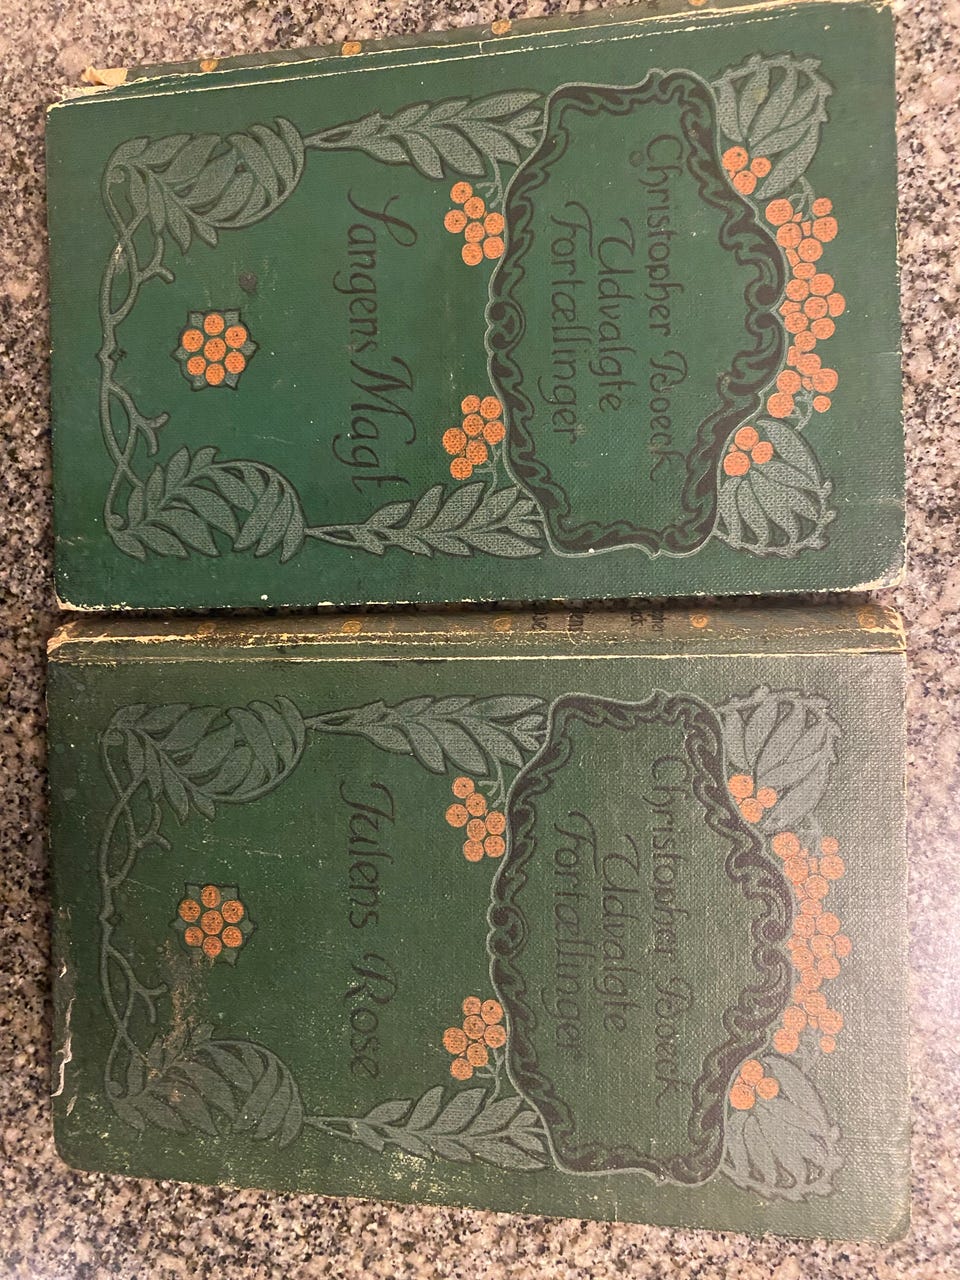 Christopher Boeck
Udvalgte
Fortællinger
Sangens Magt
Christopher Boeck
Udvalgte
Fortællinger
Julens Rose